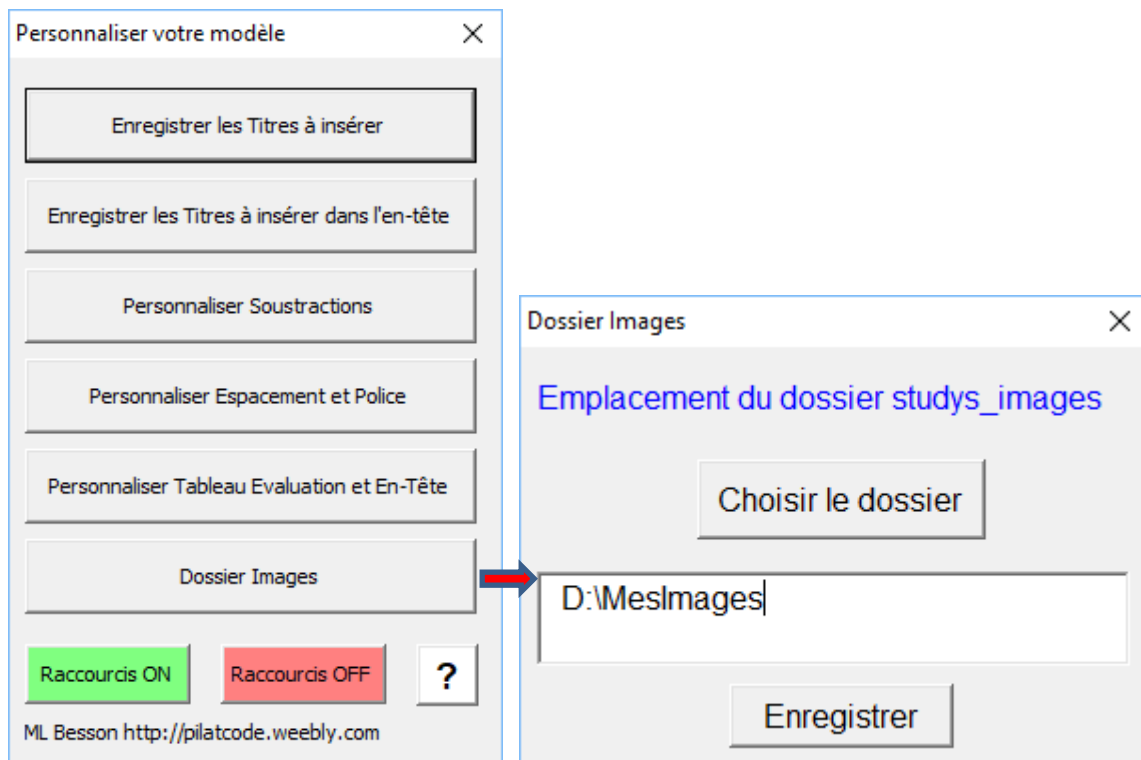 Personnaliser votre modèle
Enregistrer les Titres à insérer
Enregistrer les Titres à insérer dans l'en-tête
Personnaliser Soustractions
Personnaliser Espacement et Police
Personnaliser Tableau Evaluation et En-Tête
Dossier Images
Raccourcis ON
Raccourcis OFF
?
ML Besson http://pilatcode.weebly.com
Dossier Images
Emplacement du dossier studys_images
Choisir le dossier
D:\MesImages
Enregistrer